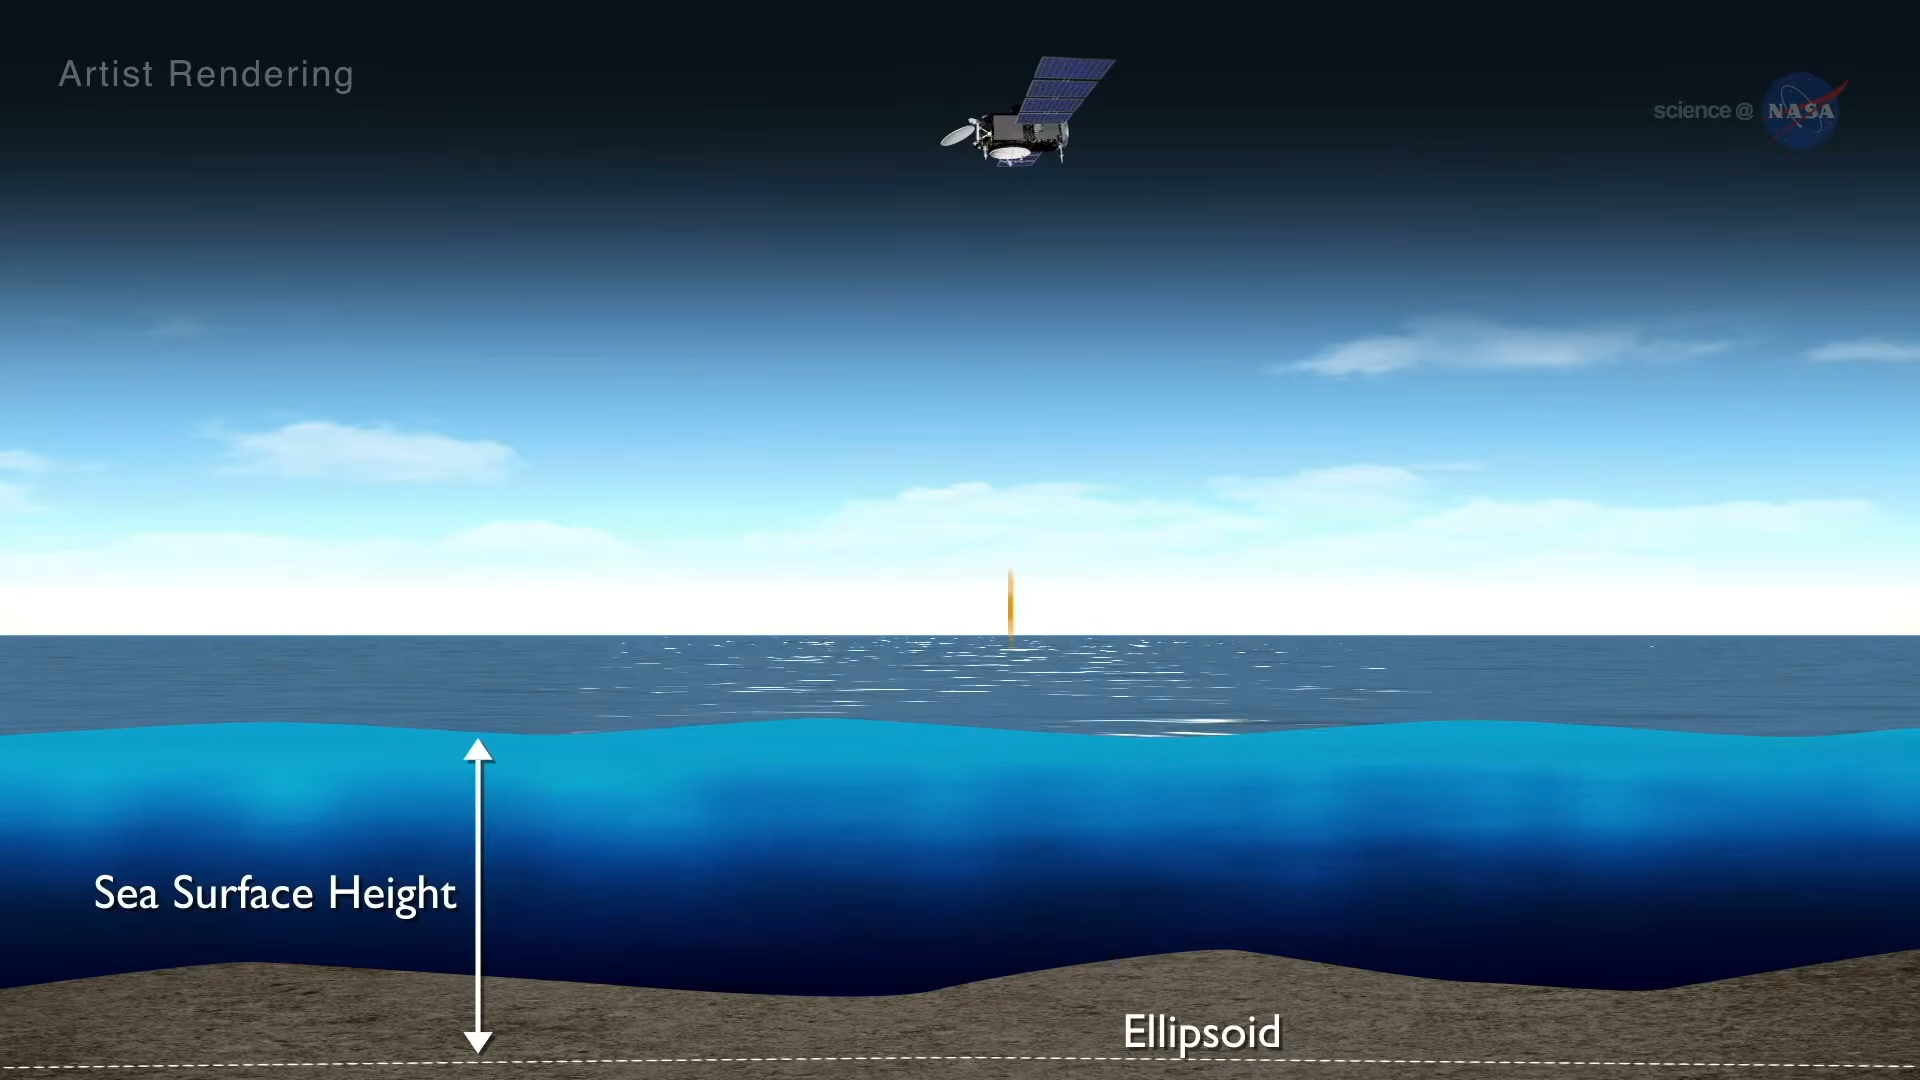 Artist Rendering
science @ NASA
Sea Surface Height
Ellipsoid